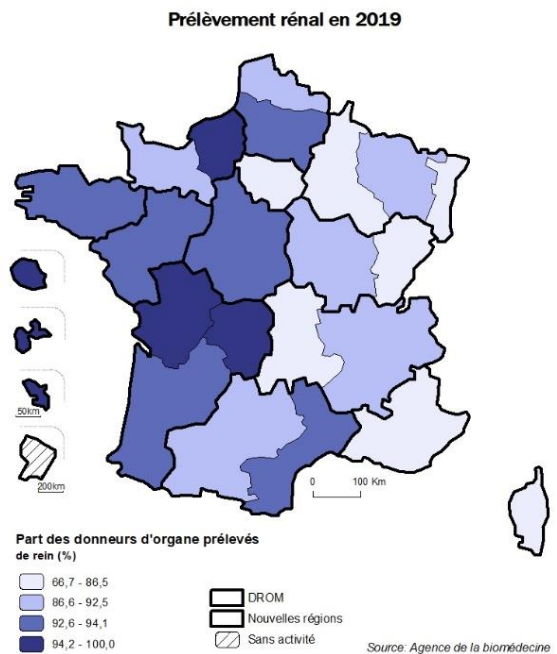 Prélèvement rénal en 2019
50km
200km
0 100 Km
Part des donneurs d'organe prélevés
de rein (%)
66,7 - 86,5
86,6 - 92,5
92,6 - 94,1
94,2 - 100,0
DROM
Nouvelles régions
Sans activité
Source: Agence de la biomédecine